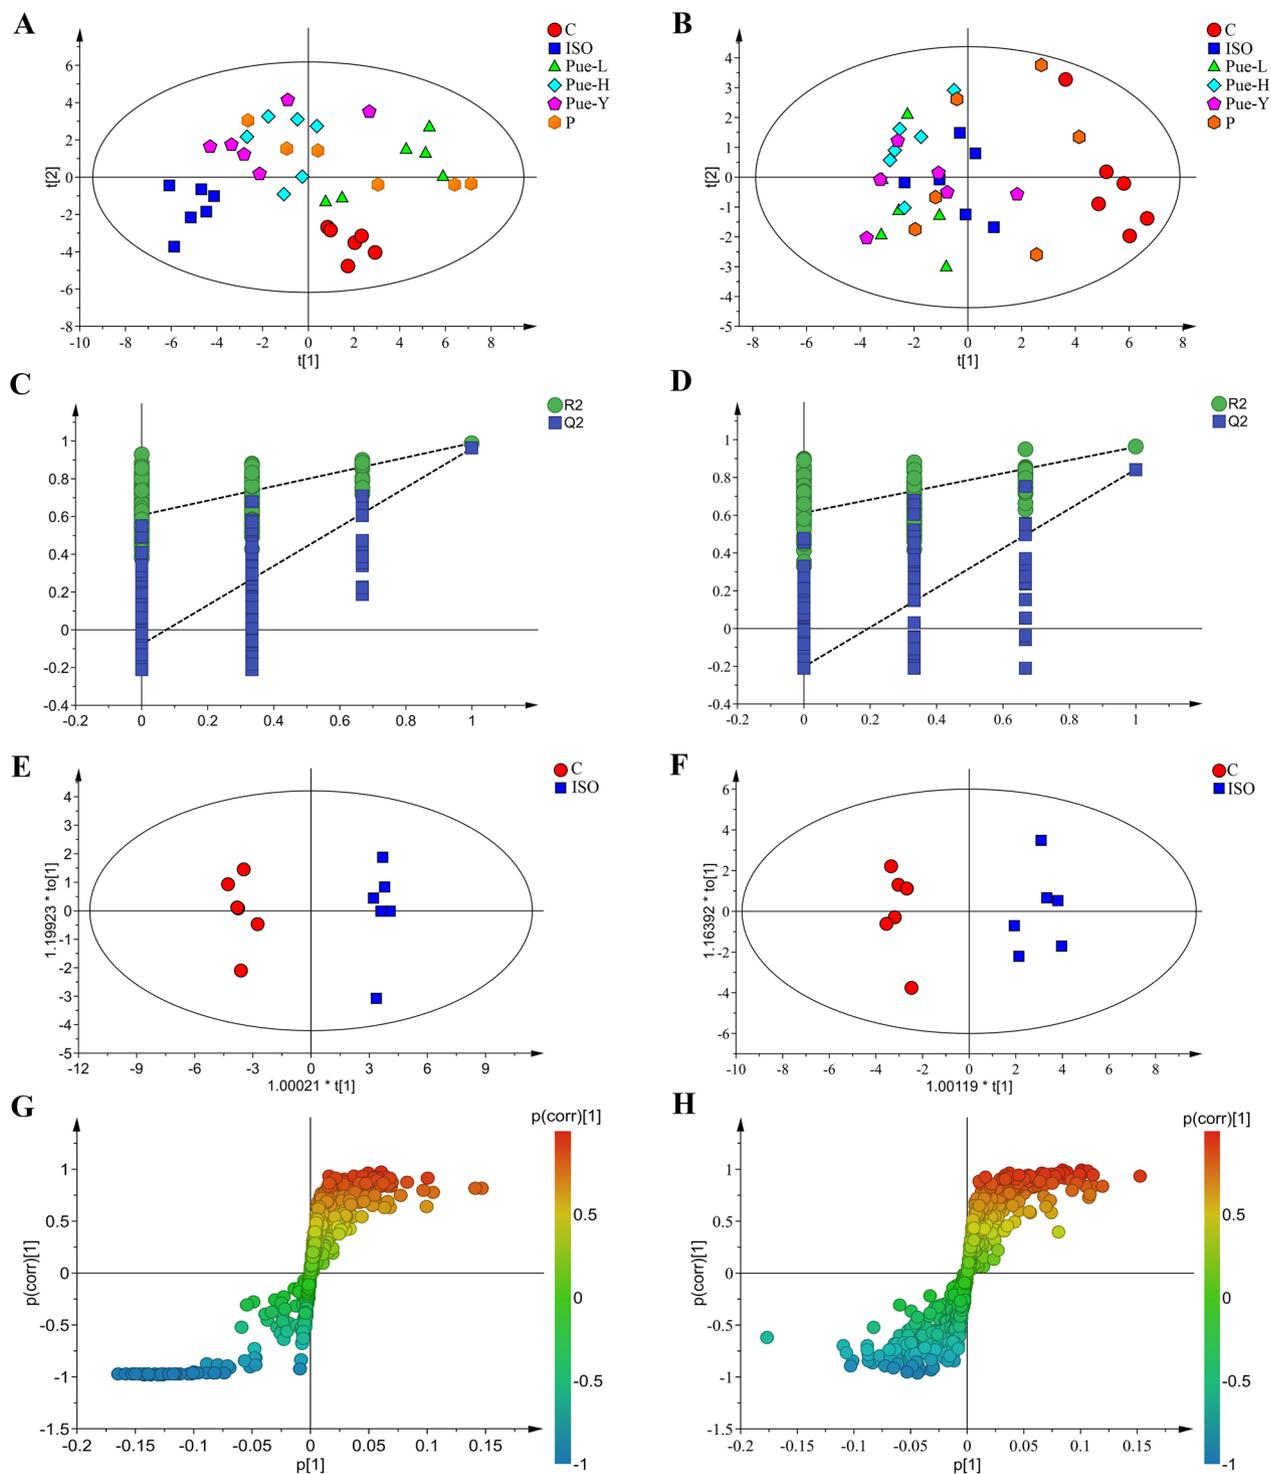 A
C
ISO
Pue-L
Pue-H
Pue-Y
P
t[2]
6
4
2
0
-2
-4
-6
-8
-10 -8 -6 -4 -2 0 2 4 6 8
t[1]
B
C
ISO
Pue-L
Pue-H
Pue-Y
P
t[2]
4
3
2
1
0
-1
-2
-3
-4
-5
-8 -6 -4 -2 0 2 4 6 8
t[1]
C
R2
Q2
1
0.8
0.6
0.4
0.2
0
-0.2
-0.4
-0.2 0 0.2 0.4 0.6 0.8 1
D
R2
Q2
1
0.8
0.6
0.4
0.2
0
-0.2
-0.4
-0.2 0 0.2 0.4 0.6 0.8 1
E
C
ISO
1.19923 * to[1]
4
3
2
1
0
-1
-2
-3
-4
-5
-12 -9 -6 -3 0 3 6 9
1.00021 * t[1]
F
C
ISO
1.16392 * to[1]
6
4
2
0
-2
-4
-6
-10 -8 -6 -4 -2 0 2 4 6 8
1.00119 * t[1]
G
p(corr)[1]
p(corr)[1]
1
0.5
0
-0.5
-1
-1.5
-0.2 -0.15 -0.1 -0.05 0 0.05 0.1 0.15
p[1]
0.5
0
-0.5
-1
H
p(corr)[1]
p(corr)[1]
1
0.5
0
-0.5
-1
-1.5
-0.2 -0.15 -0.1 -0.05 0 0.05 0.1 0.15
p[1]
0.5
0
-0.5
-1